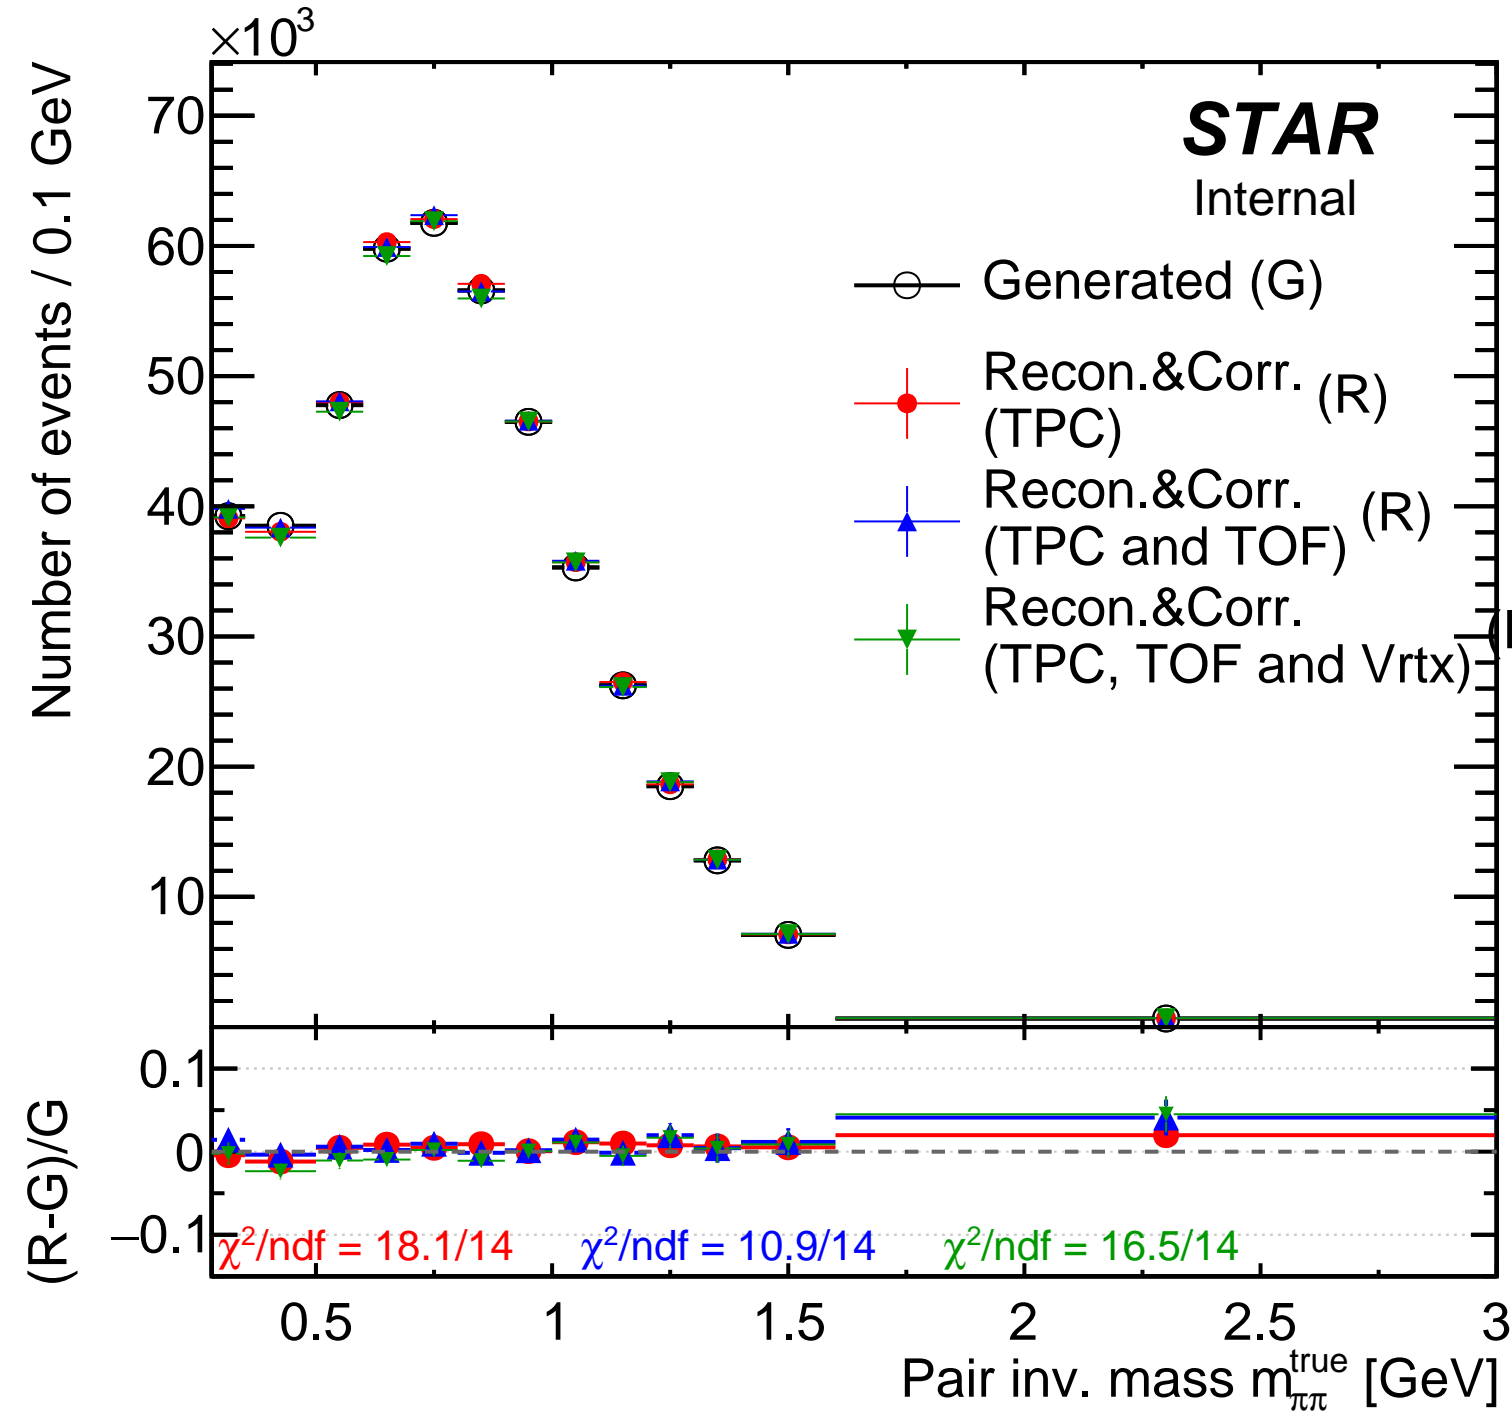 ×10³
70
60
50
40
30
20
10
Number of events / 0.1 GeV
STAR
Internal
Generated (G)
Recon.&Corr. (R)
(TPC)
Recon.&Corr. (R)
(TPC and TOF)
Recon.&Corr.
(TPC, TOF and Vrtx) (
0.1
0
−0.1
(R-G)/G
χ²/ndf = 18.1/14 χ²/ndf = 10.9/14 χ²/ndf = 16.5/14
0.5 1 1.5 2 2.5 3
Pair inv. mass m_ππ^true [GeV]